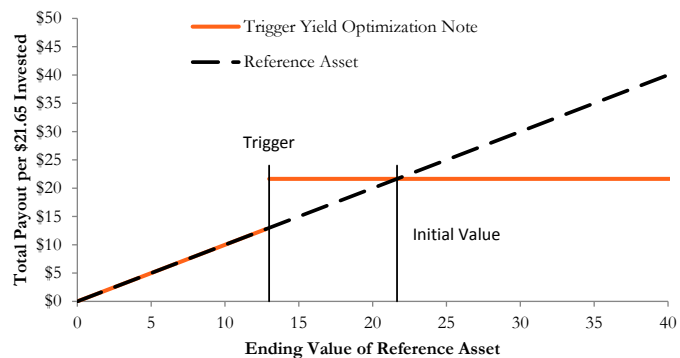 Total Payout per $21.65 Invested
$50
$45
$40
$35
$30
$25
$20
$15
$10
$5
$0
Trigger Yield Optimization Note
Reference Asset
Trigger
Initial Value
0 5 10 15 20 25 30 35 40
Ending Value of Reference Asset